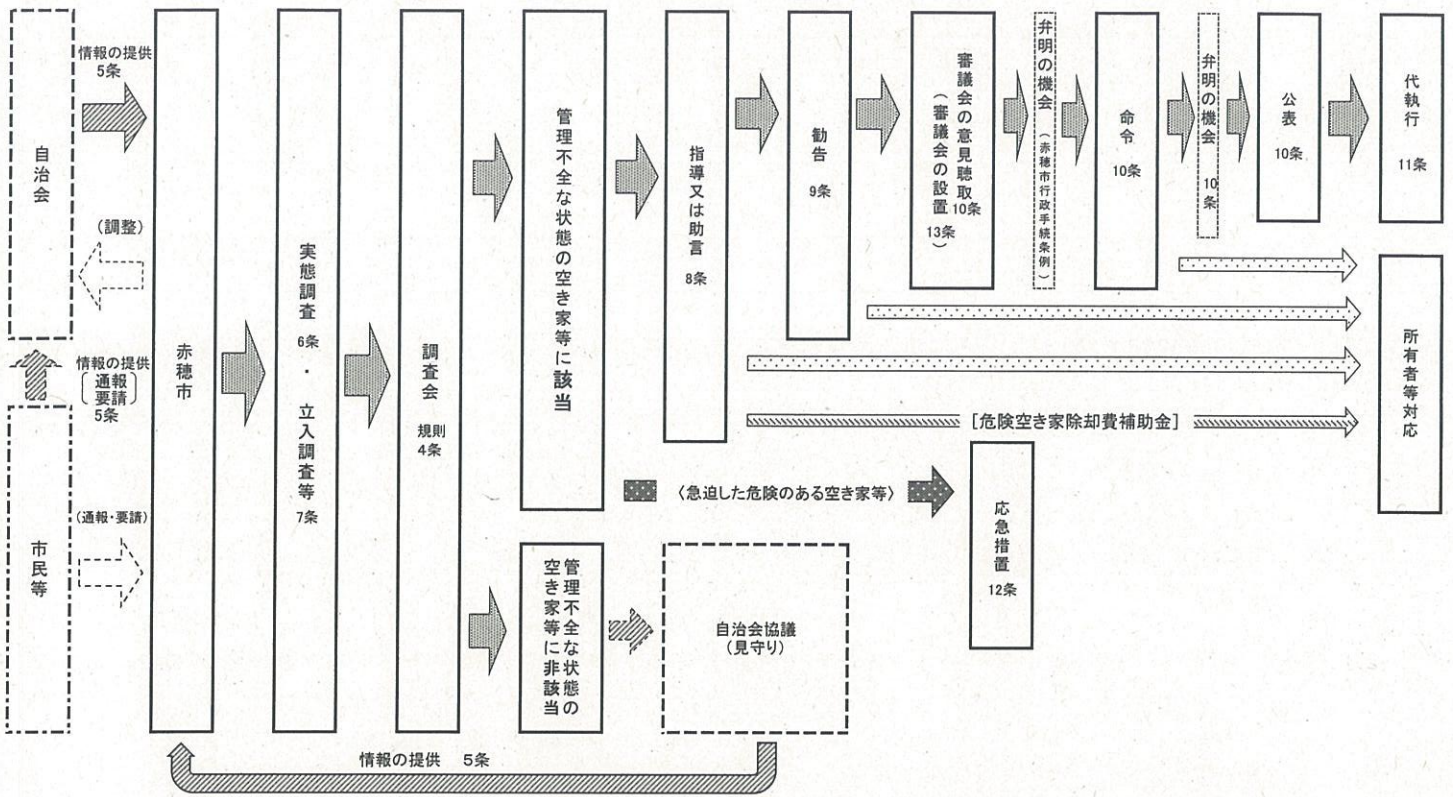 自治会
情報の提供
5条
(調整)
情報の提供
通報
要請
5条
市民等
(通報・要請)
赤穂市
実態調査 6条 ・ 立入調査等 7条
調査会
規則
4条
管理不全な状態の空き家等に該当
管理不全な状態の
空き家等に非該当
指導又は助言
8条
勧告
9条
審議会の意見聴取 10条
(審議会の設置 13条)
弁明の機会 (赤穂市行政手続条例)
命令
10条
弁明の機会 10条
公表
10条
代執行
11条
所有者等対応
[危険空き家除却費補助金]
〈急迫した危険のある空き家等〉
応急措置
12条
自治会協議
(見守り)
情報の提供 5条